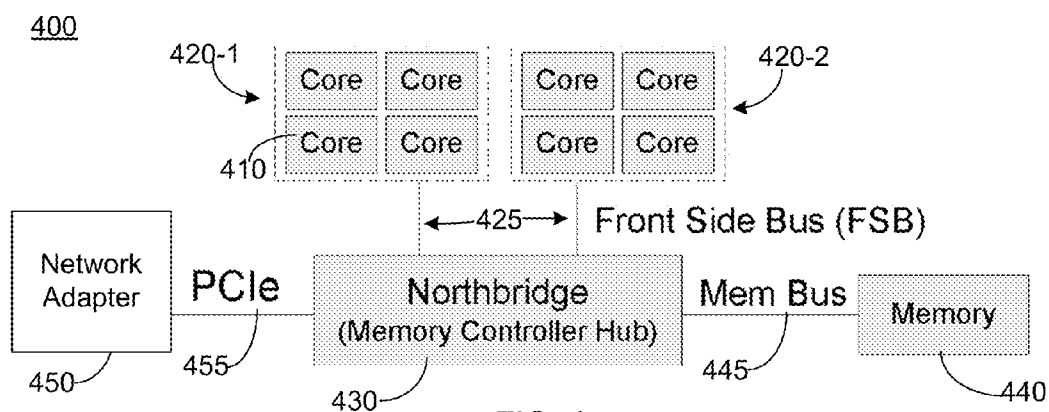 400
420-1
Core Core Core Core
420-2
Core Core Core Core
410
425
Front Side Bus (FSB)
Network
Adapter
PCIe
Northbridge
(Memory Controller Hub)
Mem Bus
Memory
450
455
430
445
440